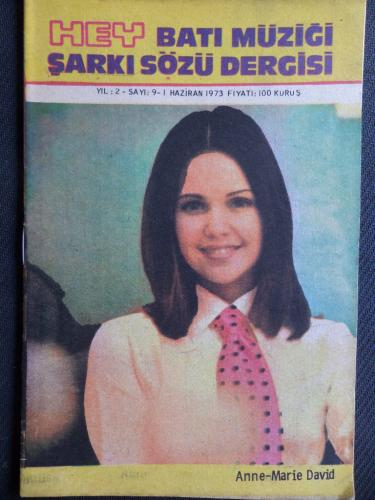 HEY BATI MÜZİĞİ
ŞARKI SÖZÜ DERGİSİ
YIL : 2 - SAYI: 9-1 HAZİRAN 1973 FİYATI: 100 KURUŞ
Anne-Marie David